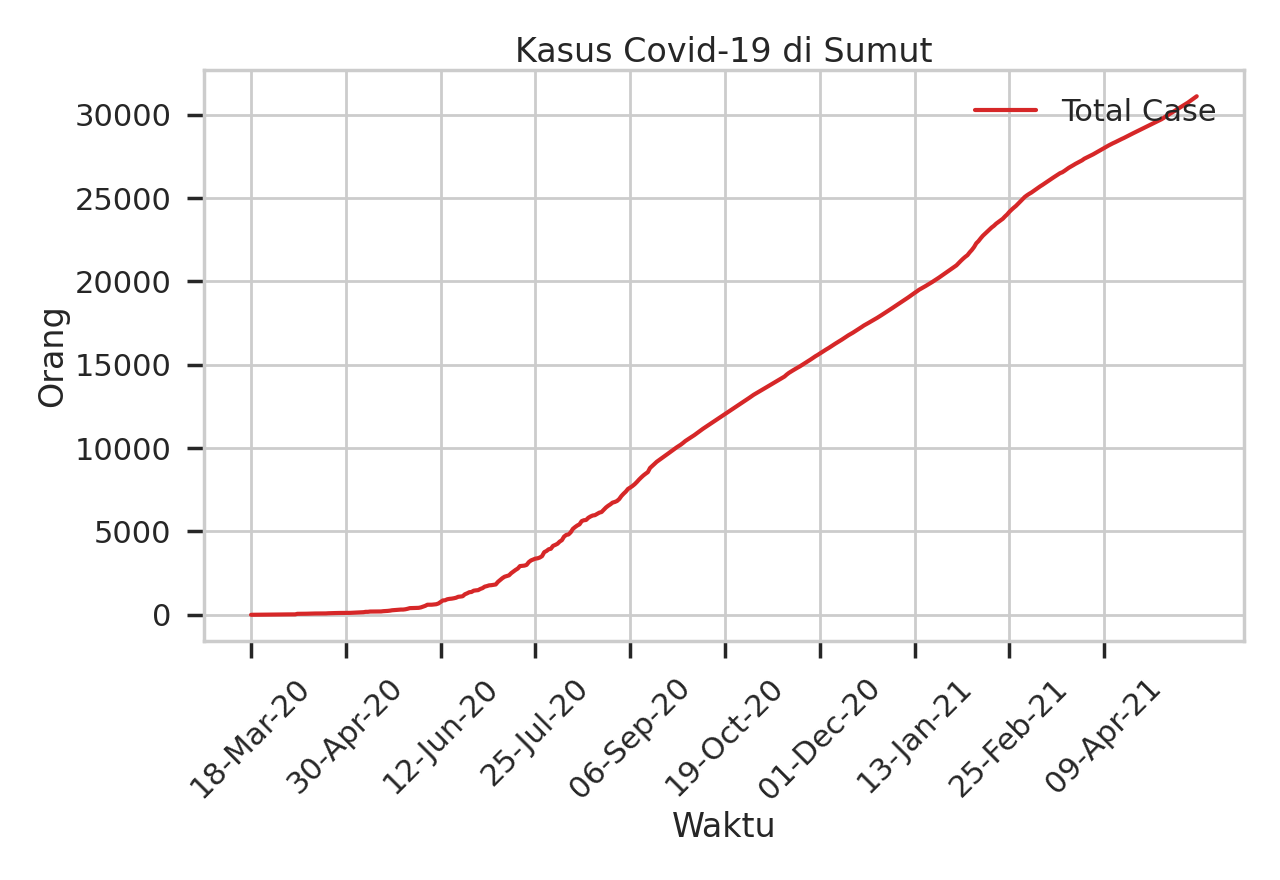 Kasus Covid-19 di Sumut
Total Case
30000
25000
20000
15000
10000
5000
0
Orang
18-Mar-20
30-Apr-20
12-Jun-20
25-Jul-20
06-Sep-20
19-Oct-20
01-Dec-20
13-Jan-21
25-Feb-21
09-Apr-21
Waktu